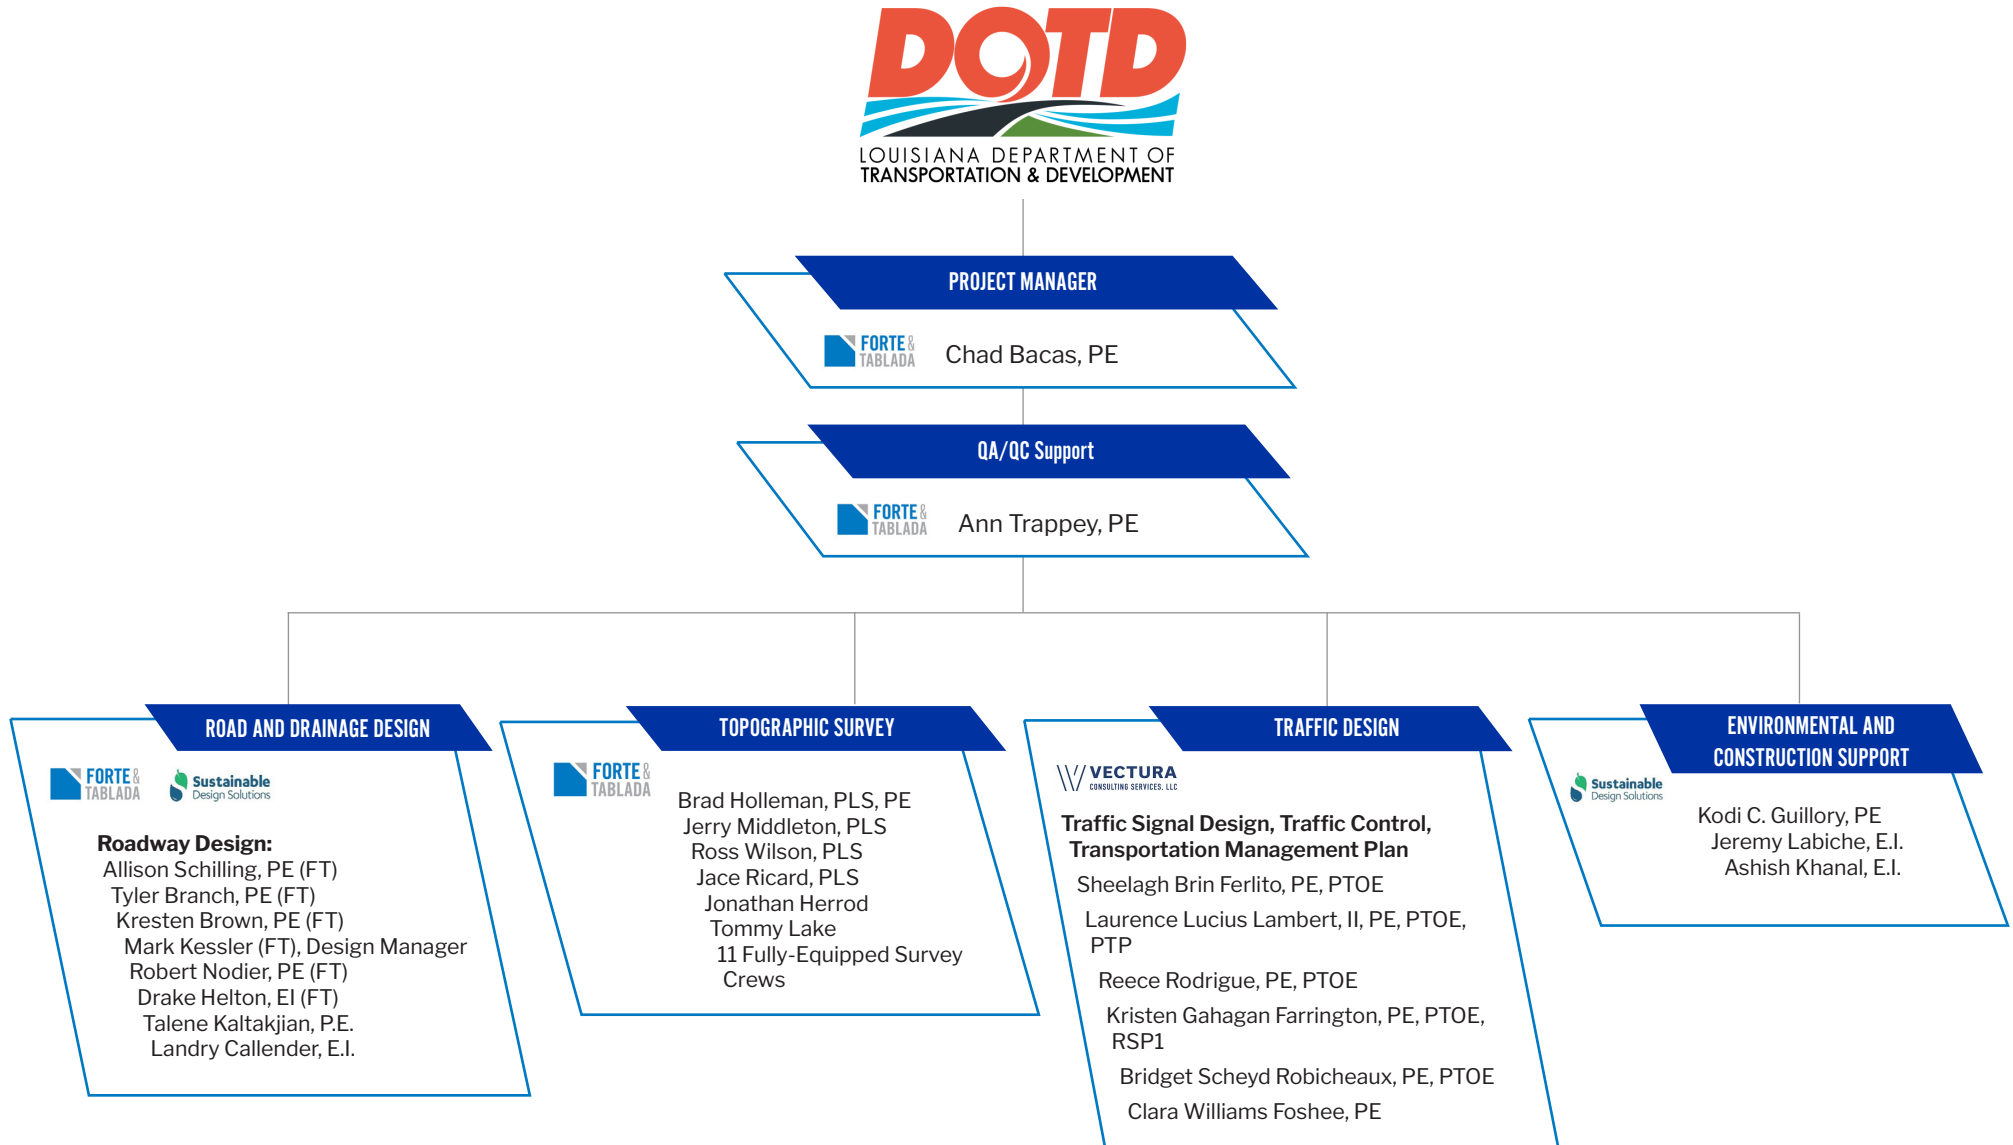 DOTD
LOUISIANA DEPARTMENT OF
TRANSPORTATION & DEVELOPMENT
PROJECT MANAGER
FORTE &
TABLADA
Chad Bacas, PE
QA/QC Support
FORTE &
TABLADA
Ann Trappey, PE
ROAD AND DRAINAGE DESIGN
FORTE &
TABLADA
Sustainable
Design Solutions
Roadway Design:
Allison Schilling, PE (FT)
Tyler Branch, PE (FT)
Kresten Brown, PE (FT)
Mark Kessler (FT), Design Manager
Robert Nodier, PE (FT)
Drake Helton, EI (FT)
Talene Kaltakjian, P.E.
Landry Callender, E.I.
TOPOGRAPHIC SURVEY
FORTE &
TABLADA
Brad Holleman, PLS, PE
Jerry Middleton, PLS
Ross Wilson, PLS
Jace Ricard, PLS
Jonathan Herrod
Tommy Lake
11 Fully-Equipped Survey
Crews
TRAFFIC DESIGN
VECTURA
CONSULTING SERVICES, LLC
Traffic Signal Design, Traffic Control,
Transportation Management Plan
Sheelagh Brin Ferlito, PE, PTOE
Laurence Lucius Lambert, II, PE, PTOE,
PTP
Reece Rodrigue, PE, PTOE
Kristen Gahagan Farrington, PE, PTOE,
RSP1
Bridget Scheyd Robicheaux, PE, PTOE
Clara Williams Foshee, PE
ENVIRONMENTAL AND
CONSTRUCTION SUPPORT
Sustainable
Design Solutions
Kodi C. Guillory, PE
Jeremy Labiche, E.I.
Ashish Khanal, E.I.